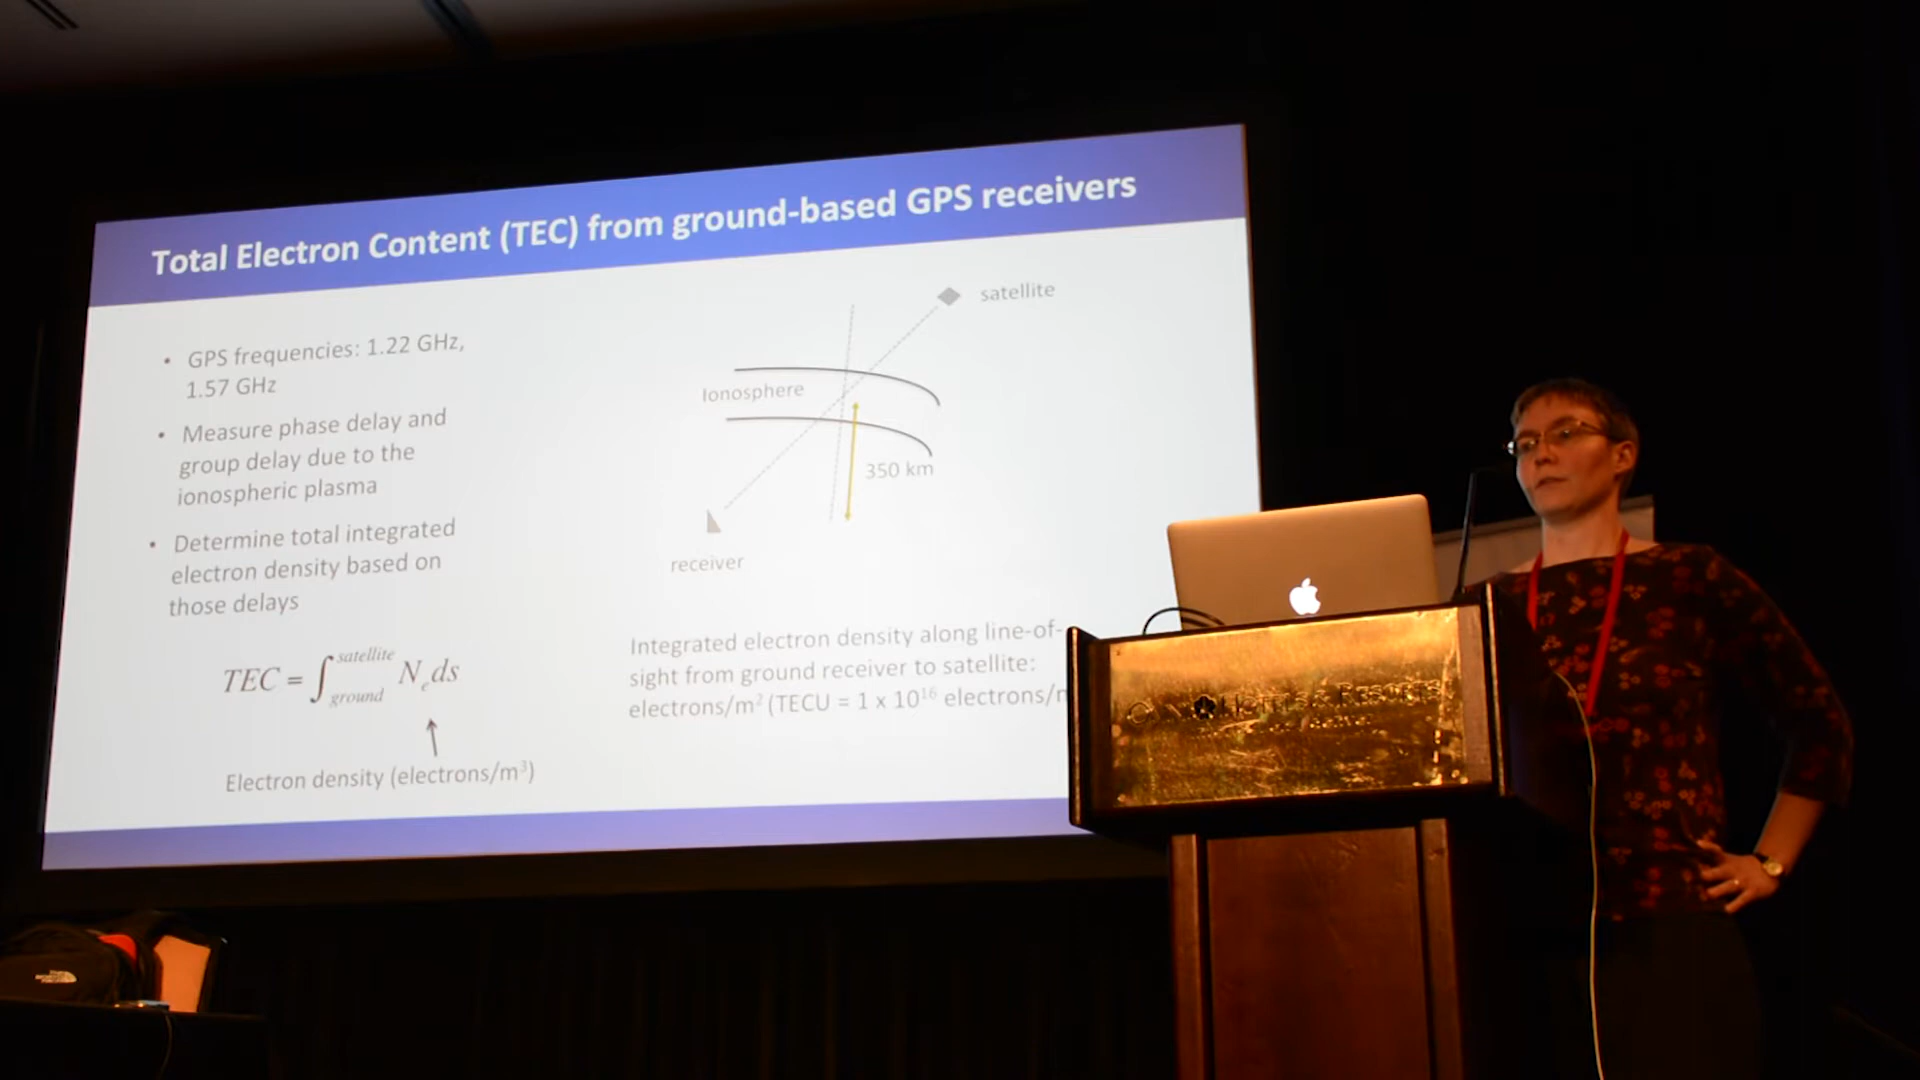 Total Electron Content (TEC) from ground-based GPS receivers
• GPS frequencies: 1.22 GHz,
1.57 GHz
• Measure phase delay and
group delay due to the
ionospheric plasma
• Determine total integrated
electron density based on
those delays
TEC = ∫ satellite ground Nₑds
Electron density (electrons/m³)
satellite
Ionosphere
350 km
receiver
Integrated electron density along line-of-
sight from ground receiver to satellite:
electrons/m² (TECU = 1 x 10¹⁶ electrons/m